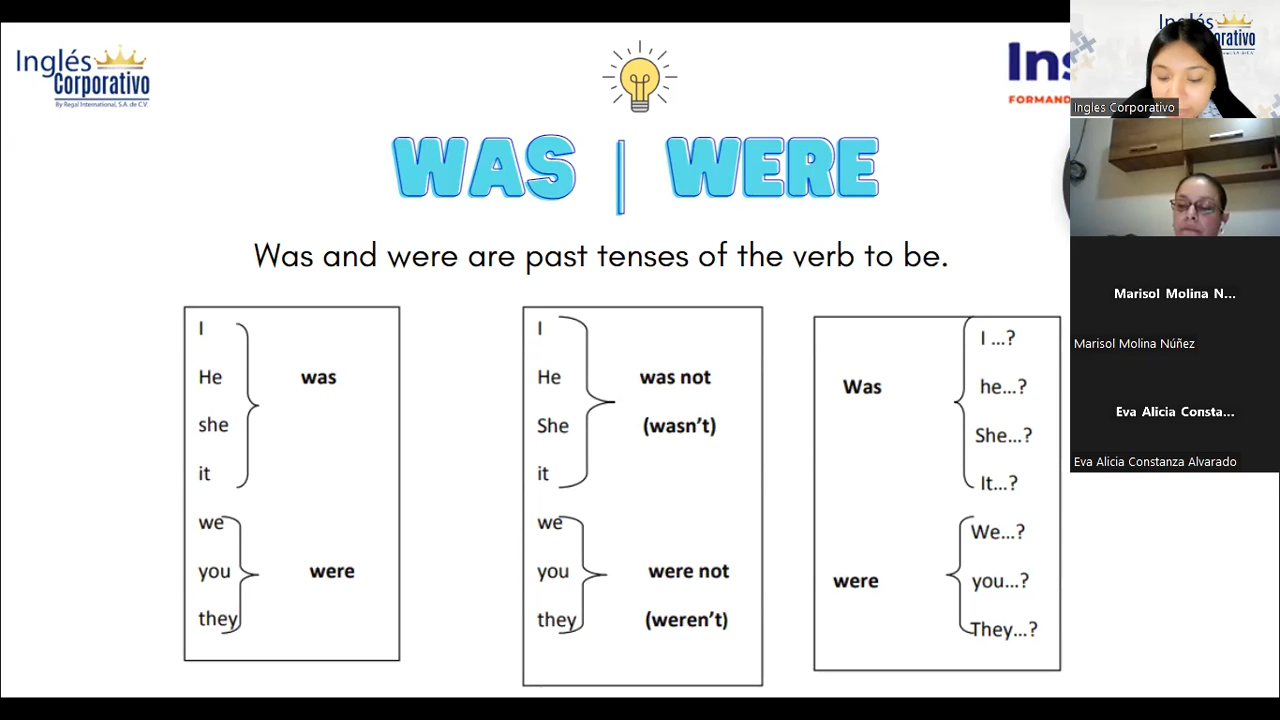 Inglés
Corporativo
By Regal International, S.A. de C.V.
Ins
FORMAND
WAS | WERE
Was and were are past tenses of the verb to be.
I
He
she
it
was
we
you
they
were
I
He
She
it
was not
(wasn't)
we
you
they
were not
(weren't)
Was
I ...?
he...?
She...?
It...?
were
We...?
you...?
They...?
Inglés
Ingles Corporativo
Marisol Molina N...
Marisol Molina Núñez
Eva Alicia Consta...
Eva Alicia Constanza Alvarado